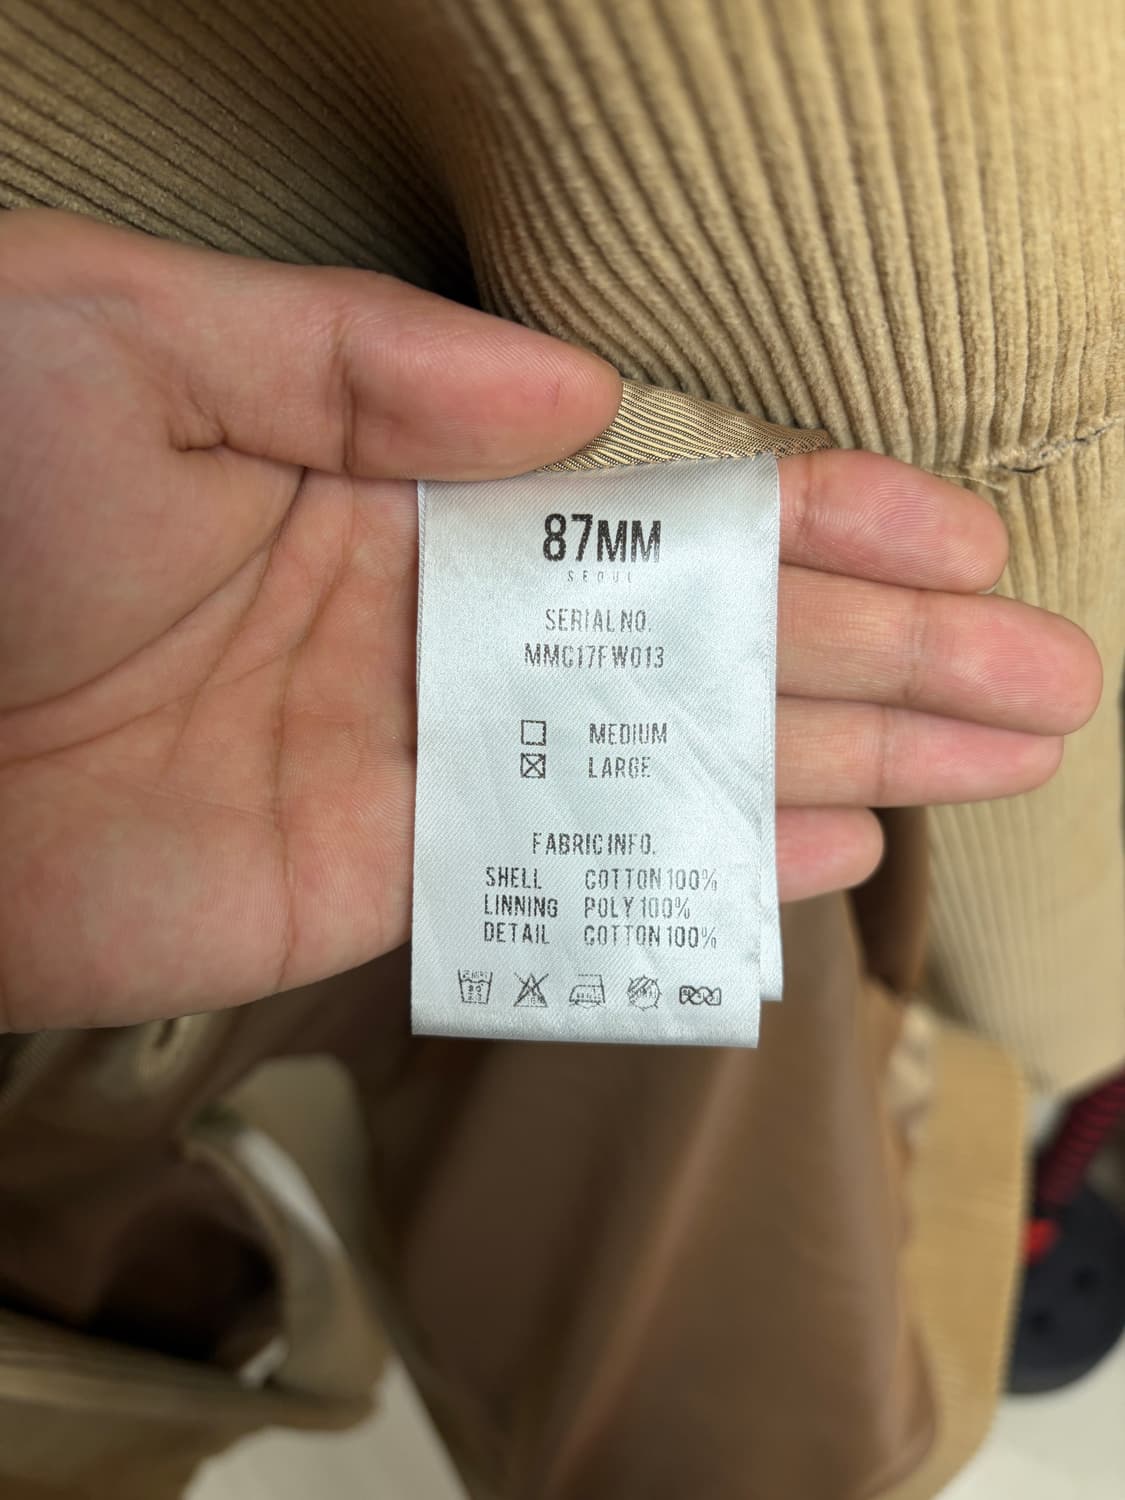 87MM
SEOUL
SERIAL NO.
MMC17FW013
MEDIUM
LARGE
FABRIC INFO.
SHELL COTTON 100%
LINNING POLY 100%
DETAIL COTTON 100%